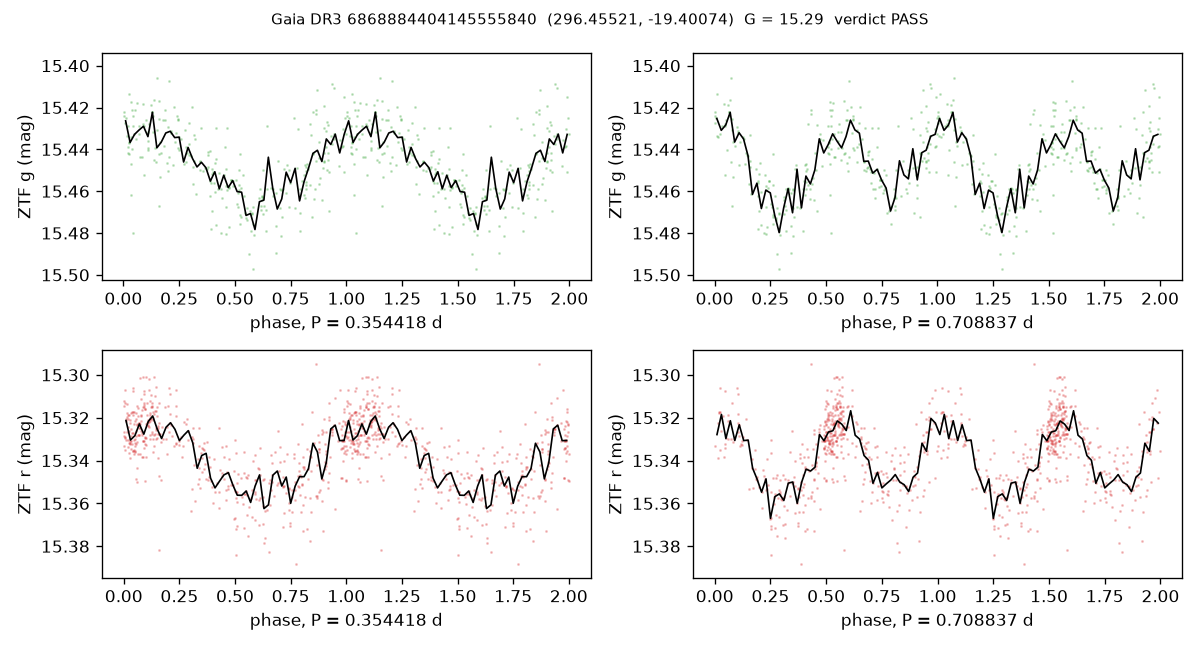 Gaia DR3 6868884404145555840  (296.45521, -19.40074)  G = 15.29  verdict PASS
15.40
15.42
15.44
15.46
15.48
15.50
ZTF g (mag)
0.00 0.25 0.50 0.75 1.00 1.25 1.50 1.75 2.00
phase, P = 0.354418 d
15.40
15.42
15.44
15.46
15.48
15.50
ZTF g (mag)
0.00 0.25 0.50 0.75 1.00 1.25 1.50 1.75 2.00
phase, P = 0.708837 d
15.30
15.32
15.34
15.36
15.38
ZTF r (mag)
0.00 0.25 0.50 0.75 1.00 1.25 1.50 1.75 2.00
phase, P = 0.354418 d
15.30
15.32
15.34
15.36
15.38
ZTF r (mag)
0.00 0.25 0.50 0.75 1.00 1.25 1.50 1.75 2.00
phase, P = 0.708837 d